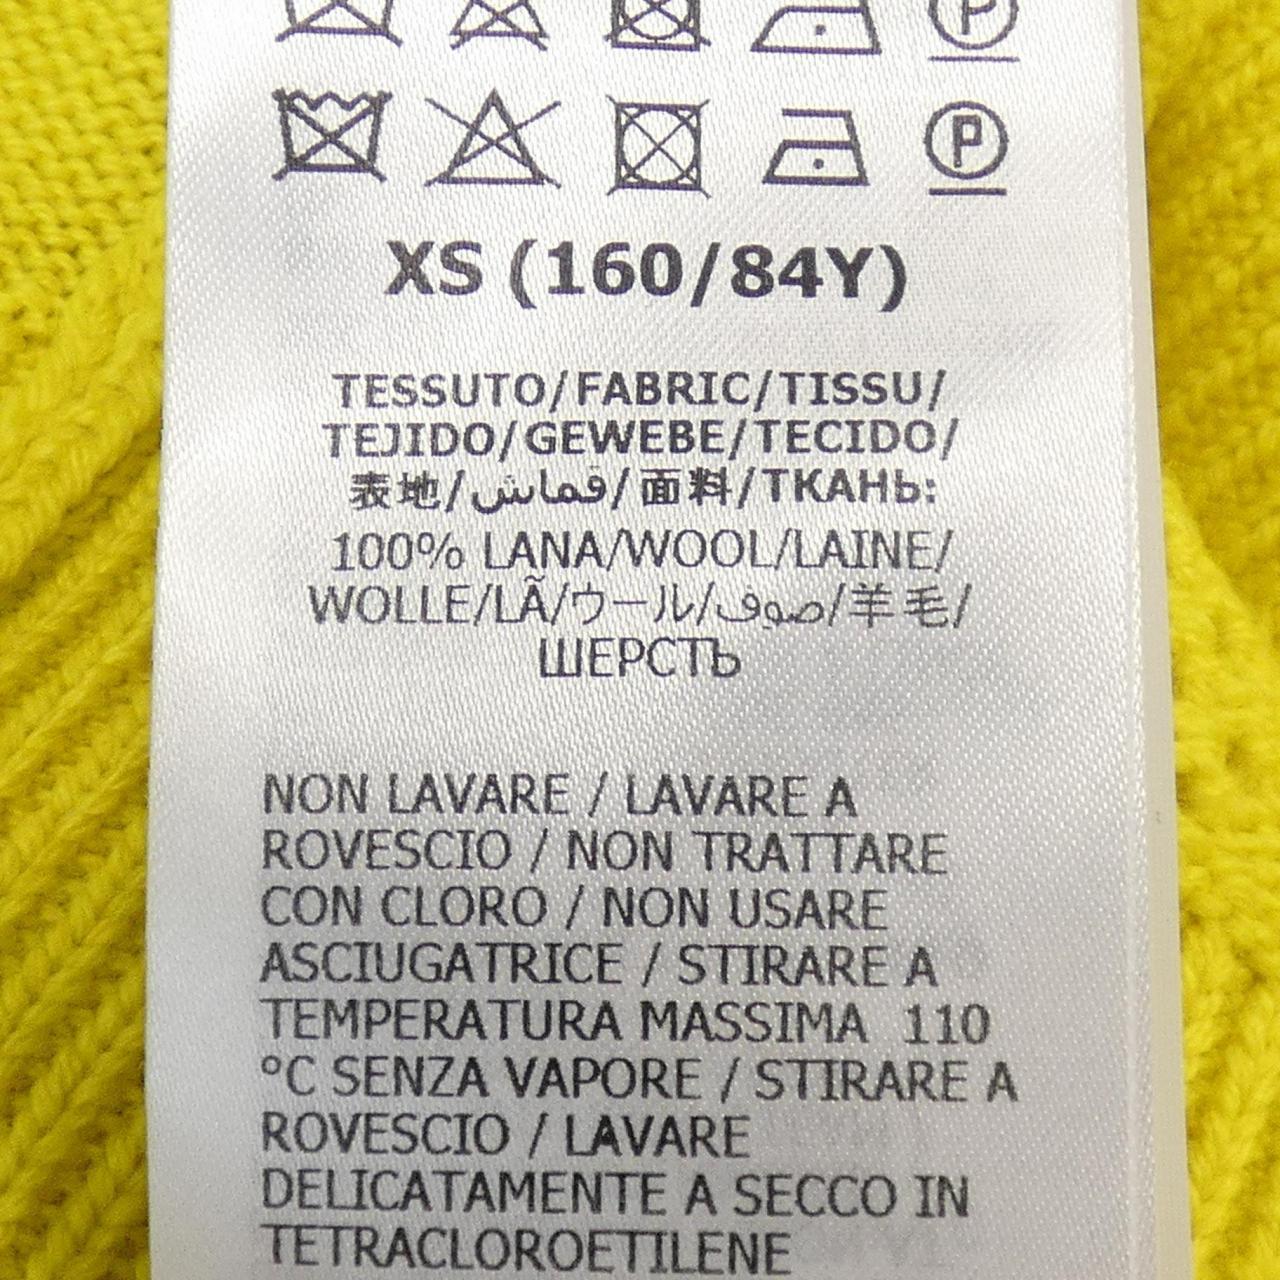 P
P
XS (160/84Y)
TESSUTO/FABRIC/TISSU/
TEJIDO/GEWEBE/TECIDO/
表地/قماش/面料/ТКАНЬ:
100% LANA/WOOL/LAINE/
WOLLE/LÃ/ウール/صوف/羊毛/
ШЕРСТЬ
NON LAVARE / LAVARE A
ROVESCIO / NON TRATTARE
CON CLORO / NON USARE
ASCIUGATRICE / STIRARE A
TEMPERATURA MASSIMA 110
°C SENZA VAPORE / STIRARE A
ROVESCIO / LAVARE
DELICATAMENTE A SECCO IN
TETRACLOROETILENE